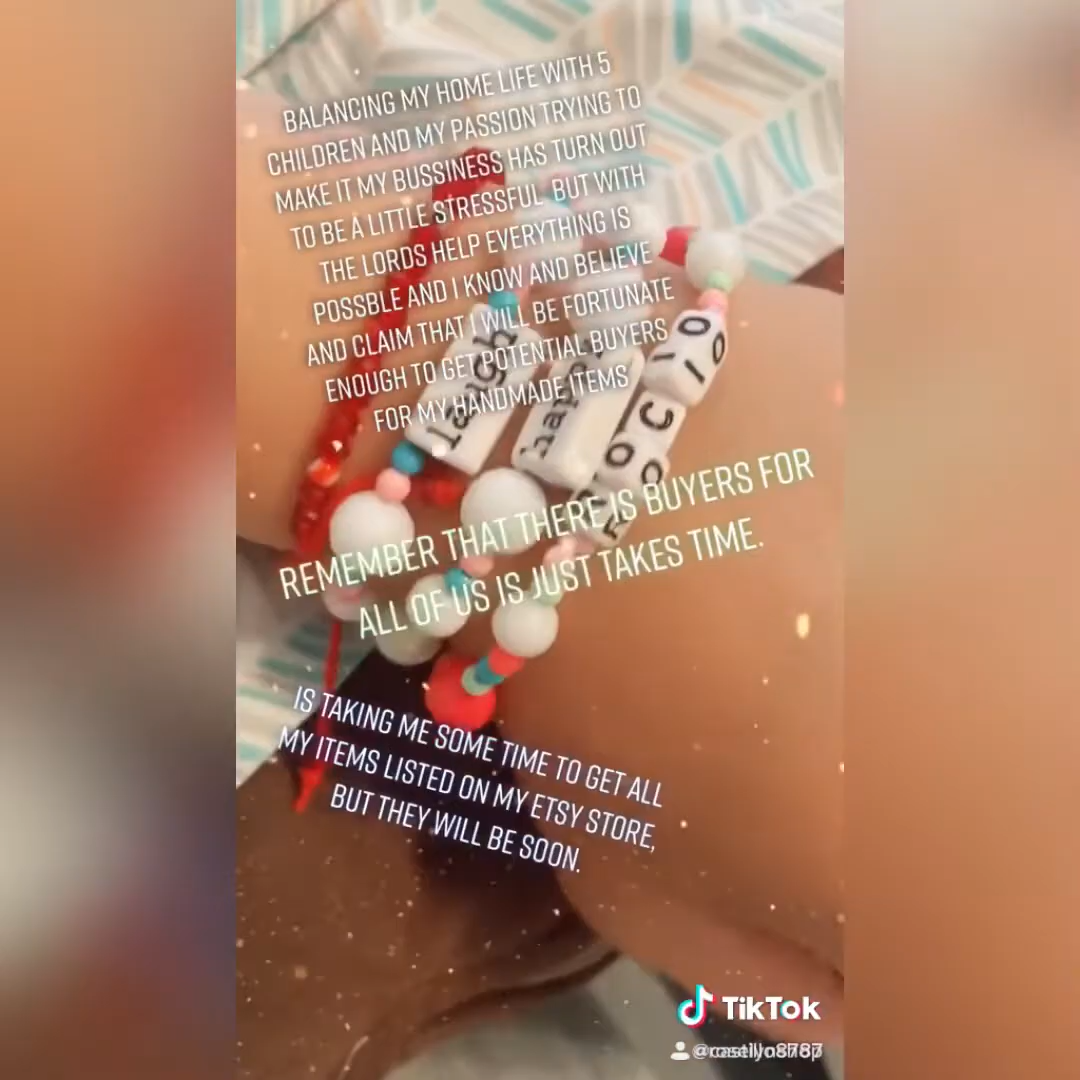 BALANCING MY HOME LIFE WITH 5
CHILDREN AND MY PASSION TRYING TO
MAKE IT MY BUSSINESS HAS TURN OUT
TO BE A LITTLE STRESSFUL BUT WITH
THE LORDS HELP EVERYTHING IS
POSSBLE AND I KNOW AND BELIEVE
AND CLAIM THAT I WILL BE FORTUNATE
ENOUGH TO GET POTENTIAL BUYERS
FOR MY HANDMADE ITEMS
laugh
happy
ROCIO
REMEMBER THAT THERE IS BUYERS FOR
ALL OF US IS JUST TAKES TIME.
IS TAKING ME SOME TIME TO GET ALL
MY ITEMS LISTED ON MY ETSY STORE,
BUT THEY WILL BE SOON.
TikTok